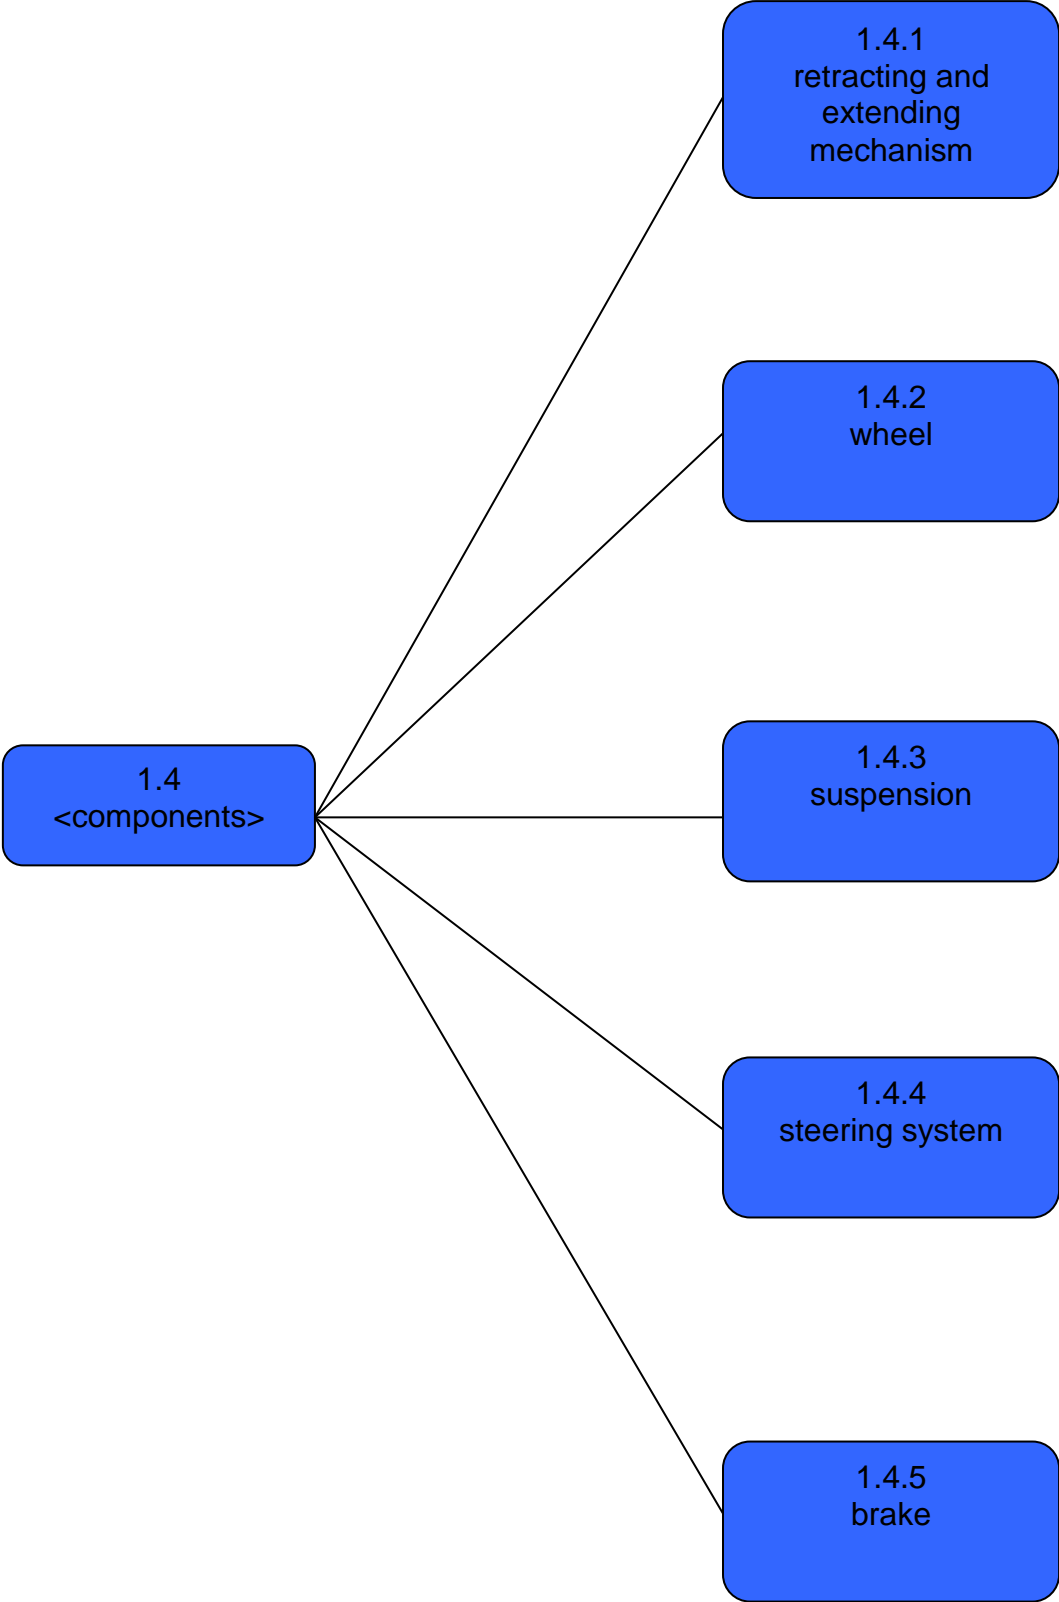 1.4.1
retracting and
extending
mechanism
1.4.2
wheel
1.4
<components>
1.4.3
suspension
1.4.4
steering system
1.4.5
brake